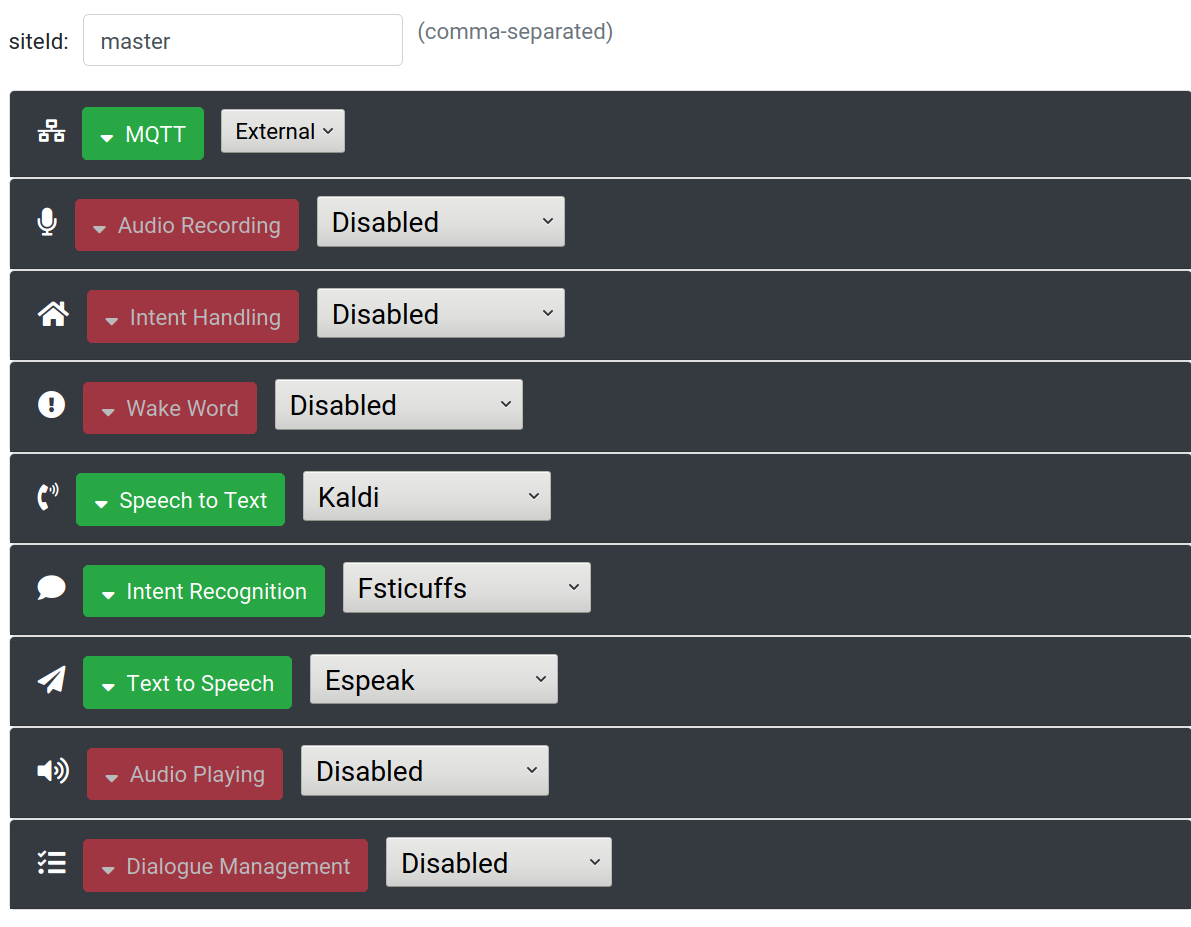 siteId: master (comma-separated)
MQTT External
Audio Recording Disabled
Intent Handling Disabled
Wake Word Disabled
Speech to Text Kaldi
Intent Recognition Fsticuffs
Text to Speech Espeak
Audio Playing Disabled
Dialogue Management Disabled